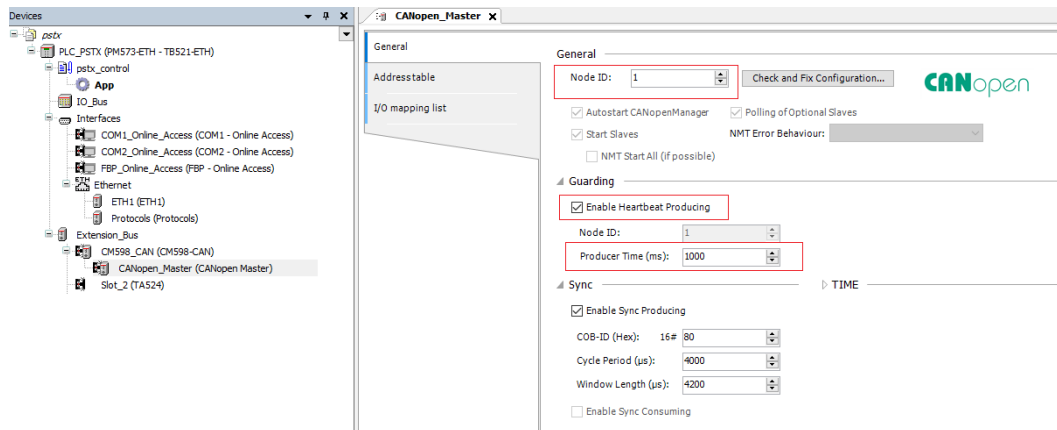 Devices
pstx
PLC_PSTX (PM573-ETH - TB521-ETH)
pstx_control
App
IO_Bus
Interfaces
COM1_Online_Access (COM1 - Online Access)
COM2_Online_Access (COM2 - Online Access)
FBP_Online_Access (FBP - Online Access)
Ethernet
ETH1 (ETH1)
Protocols (Protocols)
Extension_Bus
CM598_CAN (CM598-CAN)
CANopen_Master (CANopen Master)
Slot_2 (TA524)
CANopen_Master
General
Addresstable
I/O mapping list
General
Node ID: 1 Check and Fix Configuration... CANopen
Autostart CANopenManager Polling of Optional Slaves
Start Slaves NMT Error Behaviour:
NMT Start All (if possible)
Guarding
Enable Heartbeat Producing
Node ID: 1
Producer Time (ms): 1000
Sync TIME
Enable Sync Producing
COB-ID (Hex): 16# 80
Cycle Period (µs): 4000
Window Length (µs): 4200
Enable Sync Consuming